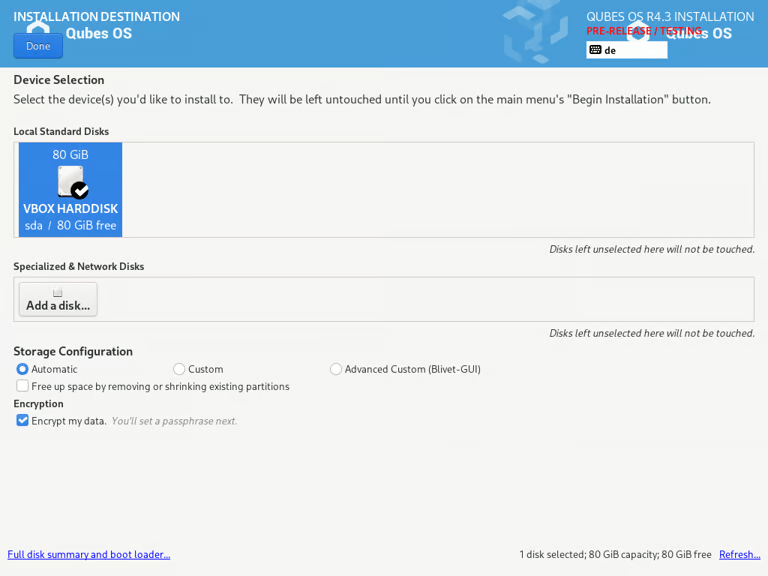 INSTALLATION DESTINATION
QUBES OS R4.3 INSTALLATION
PRE-RELEASE / TESTING
Qubes OS
Qubes OS
Done
de
Device Selection
Select the device(s) you'd like to install to.  They will be left untouched until you click on the main menu's "Begin Installation" button.
Local Standard Disks
80 GiB
VBOX HARDDISK
sda / 80 GiB free
Disks left unselected here will not be touched.
Specialized & Network Disks
Add a disk...
Disks left unselected here will not be touched.
Storage Configuration
Automatic
Custom
Advanced Custom (Blivet-GUI)
Free up space by removing or shrinking existing partitions
Encryption
Encrypt my data. You'll set a passphrase next.
Full disk summary and boot loader...
1 disk selected; 80 GiB capacity; 80 GiB free
Refresh...